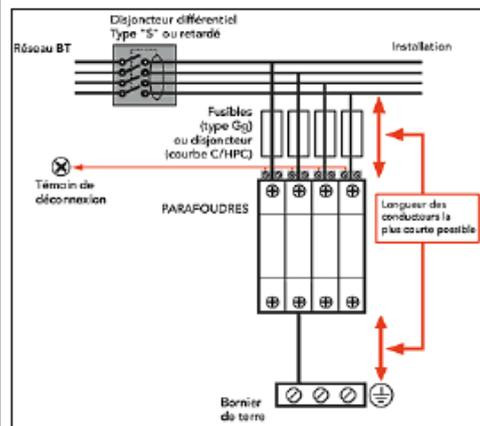 Disjoncteur différentiel
Type "S" ou retardé
Réseau BT
Installation
Fusibles
(type Gg)
ou disjoncteur
(courbe C/HPC)
Témoin de
déconnexion
PARAFOUDRES
Longueur des
conducteurs la
plus courte possible
Bornier
de terre